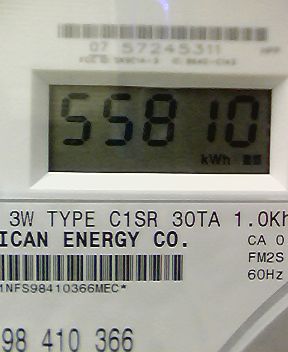 07 57245311
55810
kWh
3W TYPE C1SR 30TA 1.0Kh
ICAN ENERGY CO.
CA 0
FM2S
60Hz
1NFS98410366MEC*
98 410 366